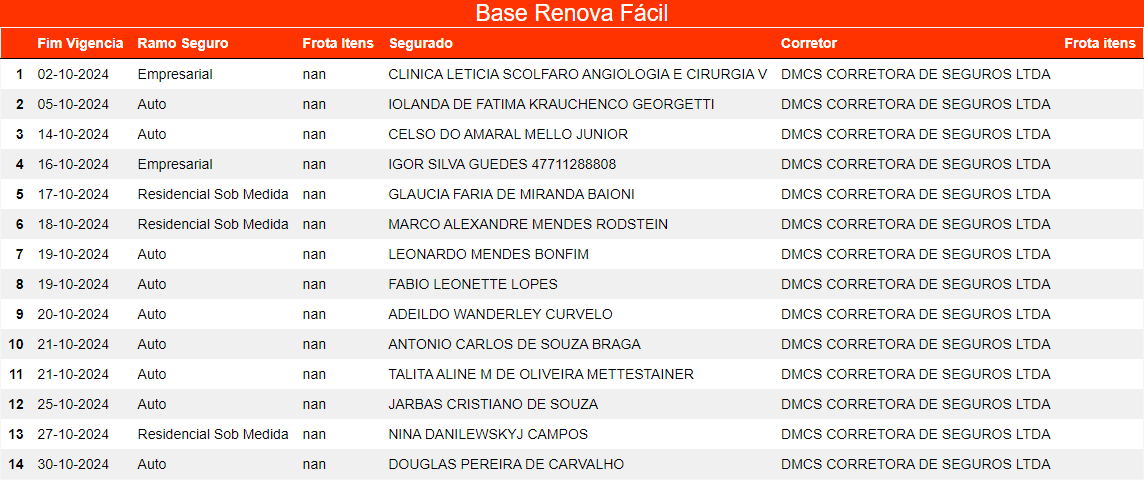 Base Renova Fácil
Fim Vigencia Ramo Seguro Frota Itens Segurado Corretor Frota itens
1 02-10-2024 Empresarial nan CLINICA LETICIA SCOLFARO ANGIOLOGIA E CIRURGIA V DMCS CORRETORA DE SEGUROS LTDA
2 05-10-2024 Auto nan IOLANDA DE FATIMA KRAUCHENCO GEORGETTI DMCS CORRETORA DE SEGUROS LTDA
3 14-10-2024 Auto nan CELSO DO AMARAL MELLO JUNIOR DMCS CORRETORA DE SEGUROS LTDA
4 16-10-2024 Empresarial nan IGOR SILVA GUEDES 47711288808 DMCS CORRETORA DE SEGUROS LTDA
5 17-10-2024 Residencial Sob Medida nan GLAUCIA FARIA DE MIRANDA BAIONI DMCS CORRETORA DE SEGUROS LTDA
6 18-10-2024 Residencial Sob Medida nan MARCO ALEXANDRE MENDES RODSTEIN DMCS CORRETORA DE SEGUROS LTDA
7 19-10-2024 Auto nan LEONARDO MENDES BONFIM DMCS CORRETORA DE SEGUROS LTDA
8 19-10-2024 Auto nan FABIO LEONETTE LOPES DMCS CORRETORA DE SEGUROS LTDA
9 20-10-2024 Auto nan ADEILDO WANDERLEY CURVELO DMCS CORRETORA DE SEGUROS LTDA
10 21-10-2024 Auto nan ANTONIO CARLOS DE SOUZA BRAGA DMCS CORRETORA DE SEGUROS LTDA
11 21-10-2024 Auto nan TALITA ALINE M DE OLIVEIRA METTESTAINER DMCS CORRETORA DE SEGUROS LTDA
12 25-10-2024 Auto nan JARBAS CRISTIANO DE SOUZA DMCS CORRETORA DE SEGUROS LTDA
13 27-10-2024 Residencial Sob Medida nan NINA DANILEWSKYJ CAMPOS DMCS CORRETORA DE SEGUROS LTDA
14 30-10-2024 Auto nan DOUGLAS PEREIRA DE CARVALHO DMCS CORRETORA DE SEGUROS LTDA